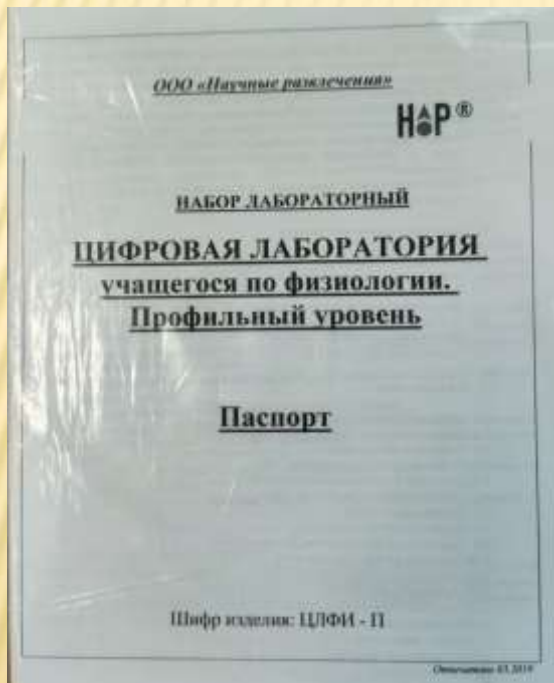 ООО «Научные развлечения»
НАБОР ЛАБОРАТОРНЫЙ
ЦИФРОВАЯ ЛАБОРАТОРИЯ
учащегося по физиологии.
Профильный уровень
Паспорт
Шифр изделия: ЦЛФИ - П